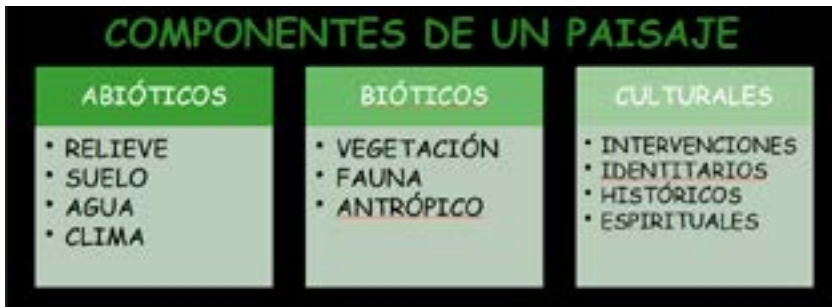 COMPONENTES DE UN PAISAJE
ABIÓTICOS
• RELIEVE
• SUELO
• AGUA
• CLIMA
BIÓTICOS
• VEGETACIÓN
• FAUNA
• ANTRÓPICO
CULTURALES
• INTERVENCIONES
• IDENTITARIOS
• HISTÓRICOS
• ESPIRITUALES